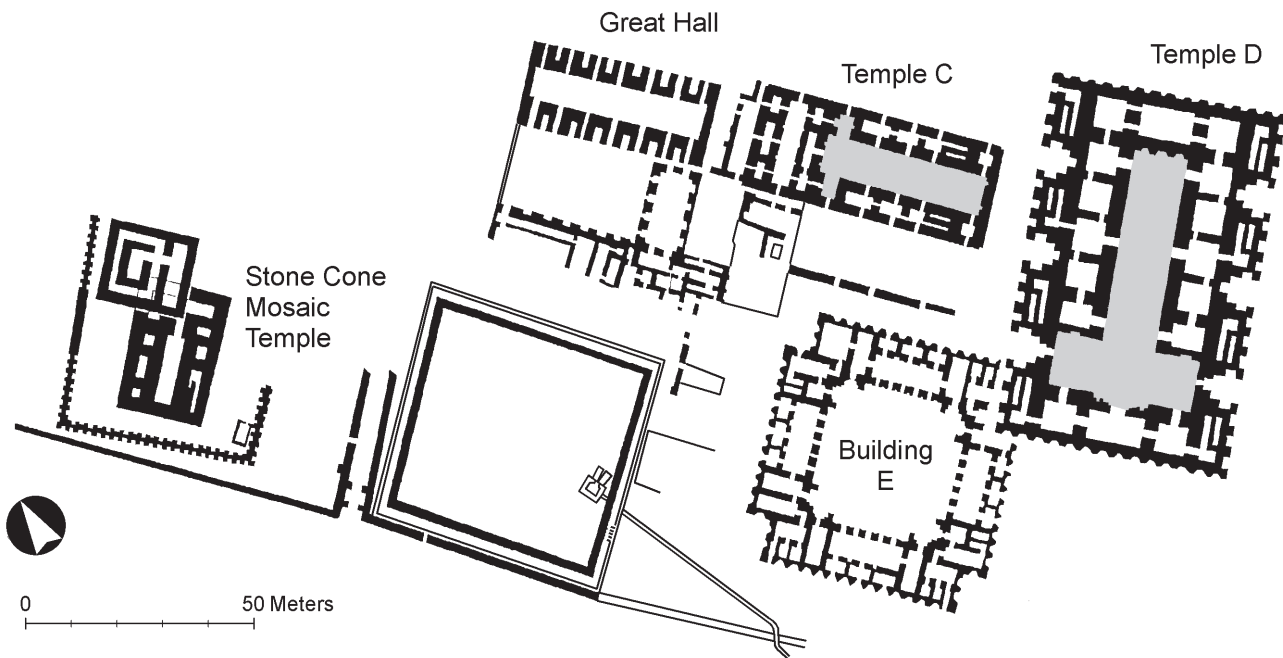 Great Hall
Temple C
Temple D
Stone Cone
Mosaic
Temple
Building
E
0 50 Meters